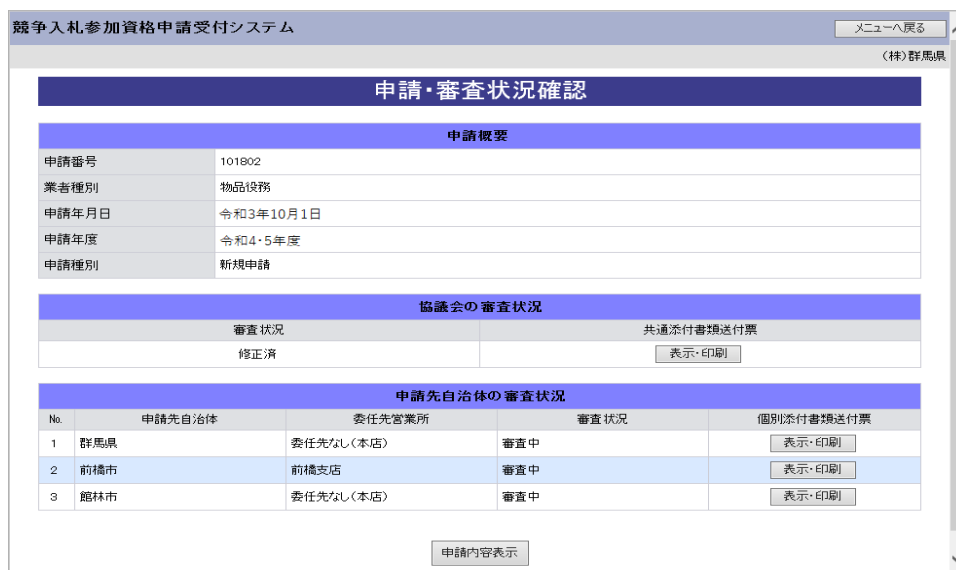 競争入札参加資格申請受付システム メニューへ戻る
(株)群馬県
申請・審査状況確認
申請概要
申請番号 101802
業者種別 物品役務
申請年月日 令和3年10月1日
申請年度 令和4・5年度
申請種別 新規申請
協議会の審査状況
審査状況 共通添付書類送付票
修正済 表示・印刷
申請先自治体の審査状況
No. 申請先自治体 委任先営業所 審査状況 個別添付書類送付票
1 群馬県 委任先なし(本店) 審査中 表示・印刷
2 前橋市 前橋支店 審査中 表示・印刷
3 館林市 委任先なし(本店) 審査中 表示・印刷
申請内容表示